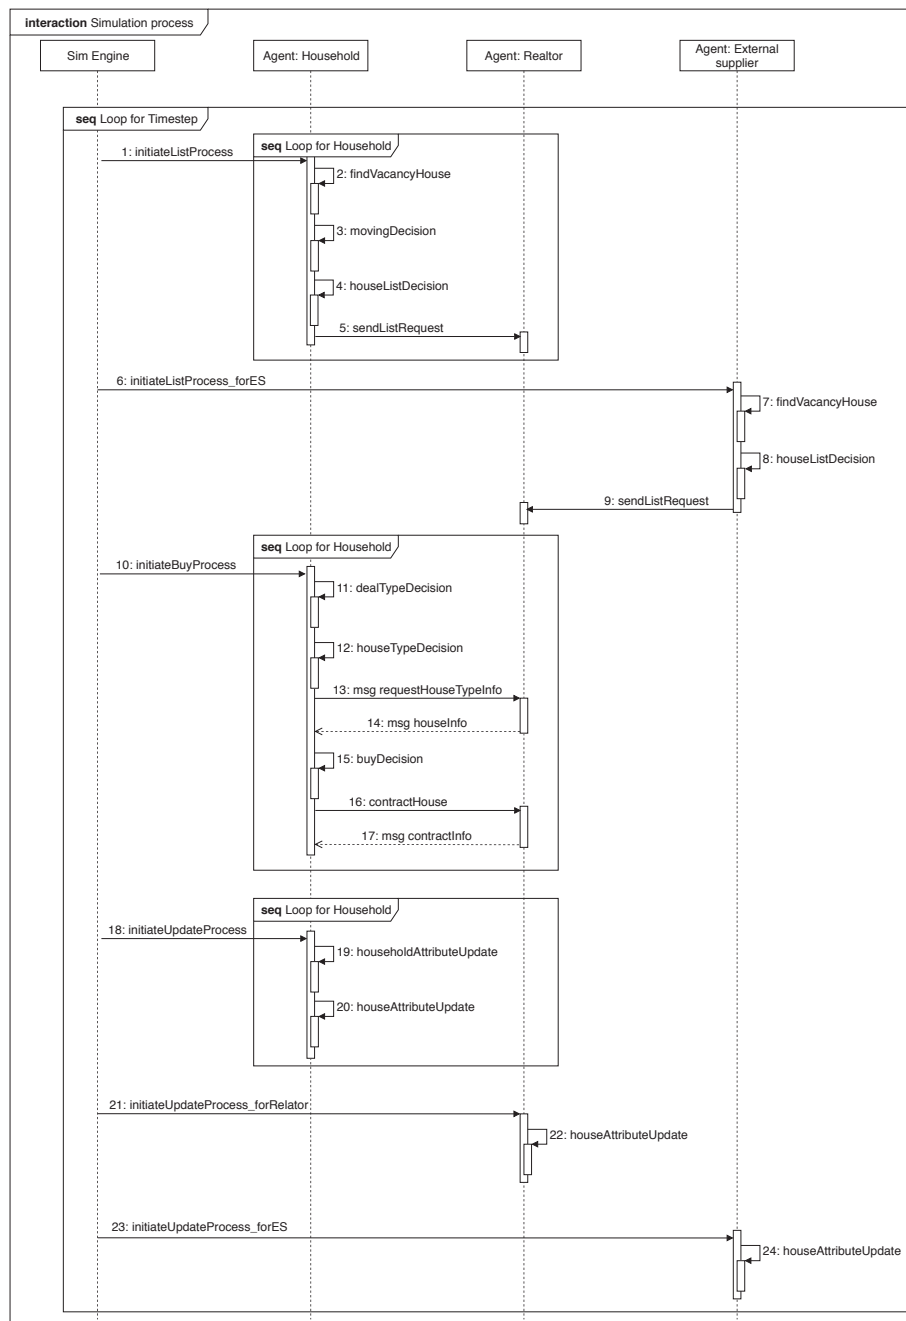 interaction Simulation process
Sim Engine
Agent: Household
Agent: Realtor
Agent: External
supplier
seq Loop for Timestep
seq Loop for Household
1: initiateListProcess
2: findVacancyHouse
3: movingDecision
4: houseListDecision
5: sendListRequest
6: initiateListProcess_forES
7: findVacancyHouse
8: houseListDecision
9: sendListRequest
seq Loop for Household
10: initiateBuyProcess
11: dealTypeDecision
12: houseTypeDecision
13: msg requestHouseTypeInfo
14: msg houseInfo
15: buyDecision
16: contractHouse
17: msg contractInfo
seq Loop for Household
18: initiateUpdateProcess
19: householdAttributeUpdate
20: houseAttributeUpdate
21: initiateUpdateProcess_forRelator
22: houseAttributeUpdate
23: initiateUpdateProcess_forES
24: houseAttributeUpdate